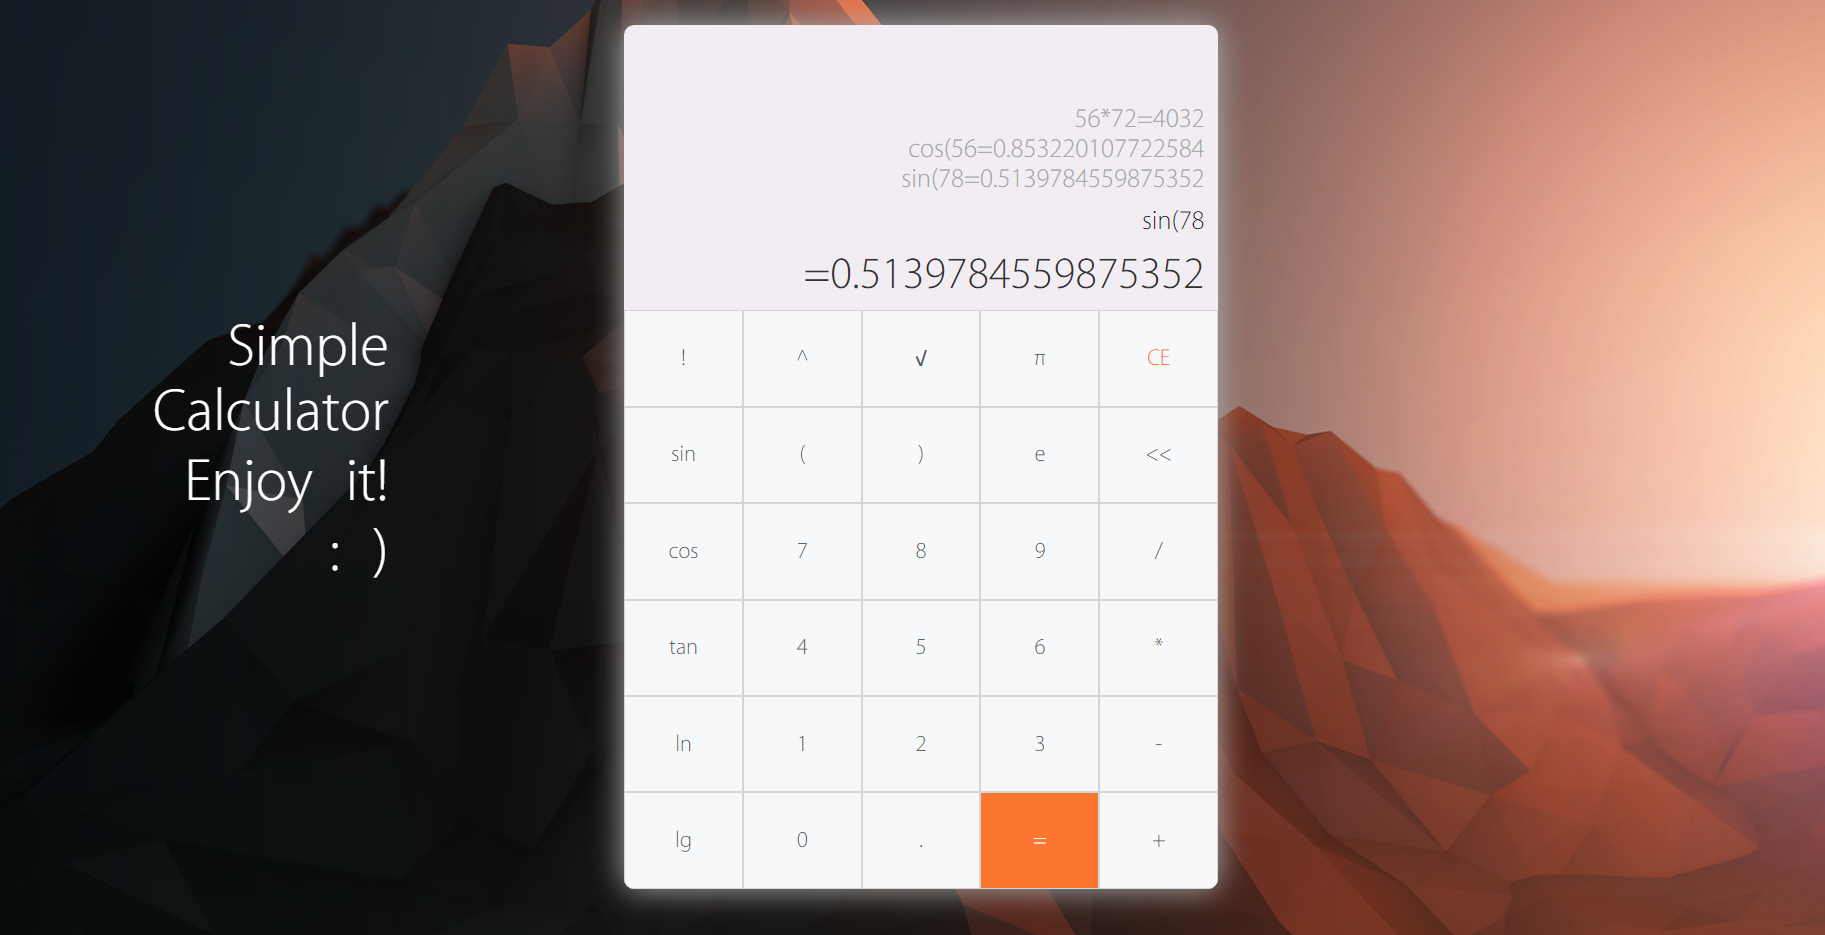 Simple
Calculator
Enjoy it!
: )
56*72=4032
cos(56=0.853220107722584
sin(78=0.5139784559875352
sin(78
=0.5139784559875352
! ^ √ π CE
sin ( ) e <<
cos 7 8 9 /
tan 4 5 6 *
ln 1 2 3 -
lg 0 . = +